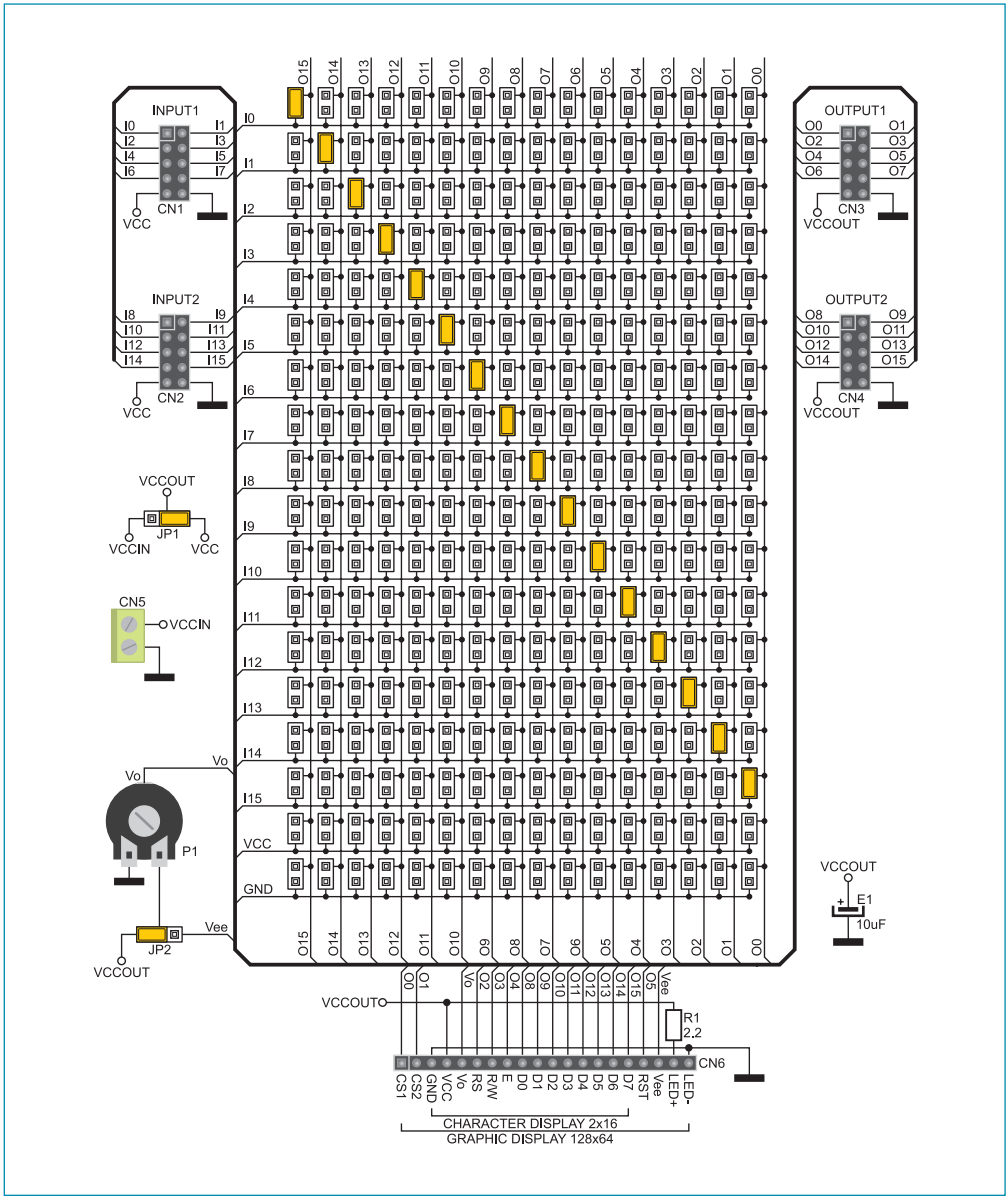 O15 O14 O13 O12 O11 O10 O9 O8 O7 O6 O5 O4 O3 O2 O1 O0
INPUT1
I0 I1
I2 I3
I4 I5
I6 I7
CN1
VCC
INPUT2
I8 I9
I10 I11
I12 I13
I14 I15
CN2
VCC
I0
I1
I2
I3
I4
I5
I6
I7
I8
I9
I10
I11
I12
I13
I14
I15
VCC
GND
OUTPUT1
O0 O1
O2 O3
O4 O5
O6 O7
CN3
VCCOUT
OUTPUT2
O8 O9
O10 O11
O12 O13
O14 O15
CN4
VCCOUT
VCCOUT
JP1
VCCIN VCC
CN5
VCCIN
Vo
Vo
P1
Vee
JP2
VCCOUT
VCCOUT
+ E1
10uF
O15 O14 O13 O12 O11 O10 O9 O8 O7 O6 O5 O4 O3 O2 O1 O0
O0 O1 Vo O2 O3 O4 O8 O9 O10 O11 O12 O13 O14 O15 O5 Vee
VCCOUT
R1
2.2
CN6
CS1 CS2 GND VCC Vo RS R/W E D0 D1 D2 D3 D4 D5 D6 D7 RST Vee LED+ LED-
CHARACTER DISPLAY 2x16
GRAPHIC DISPLAY 128x64